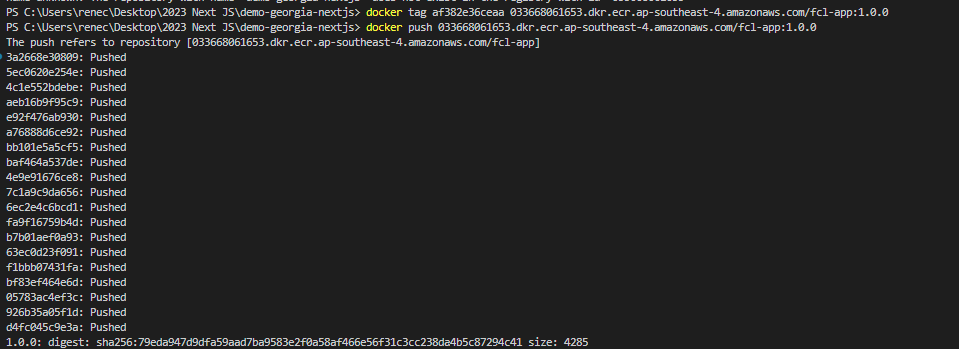 PS C:\Users\renec\Desktop\2023 Next JS\demo-georgia-nextjs> docker tag af382e36ceaa 033668061653.dkr.ecr.ap-southeast-4.amazonaws.com/fcl-app:1.0.0
PS C:\Users\renec\Desktop\2023 Next JS\demo-georgia-nextjs> docker push 033668061653.dkr.ecr.ap-southeast-4.amazonaws.com/fcl-app:1.0.0
The push refers to repository [033668061653.dkr.ecr.ap-southeast-4.amazonaws.com/fcl-app]
3a2668e30809: Pushed
5ec0620e254e: Pushed
4c1e552bdebe: Pushed
aeb16b9f95c9: Pushed
e92f476ab930: Pushed
a76888d6ce92: Pushed
bb101e5a5cf5: Pushed
baf464a537de: Pushed
4e9e91676ce8: Pushed
7c1a9c9da656: Pushed
6ec2e4c6bcd1: Pushed
fa9f16759b4d: Pushed
b7b01aef0a93: Pushed
63ec0d23f091: Pushed
f1bbb07431fa: Pushed
bf83ef464e6d: Pushed
05783ac4ef3c: Pushed
926b35a05f1d: Pushed
d4fc045c9e3a: Pushed
1.0.0: digest: sha256:79eda947d9dfa59aad7ba9583e2f0a58af466e56f31c3cc238da4b5c87294c41 size: 4285